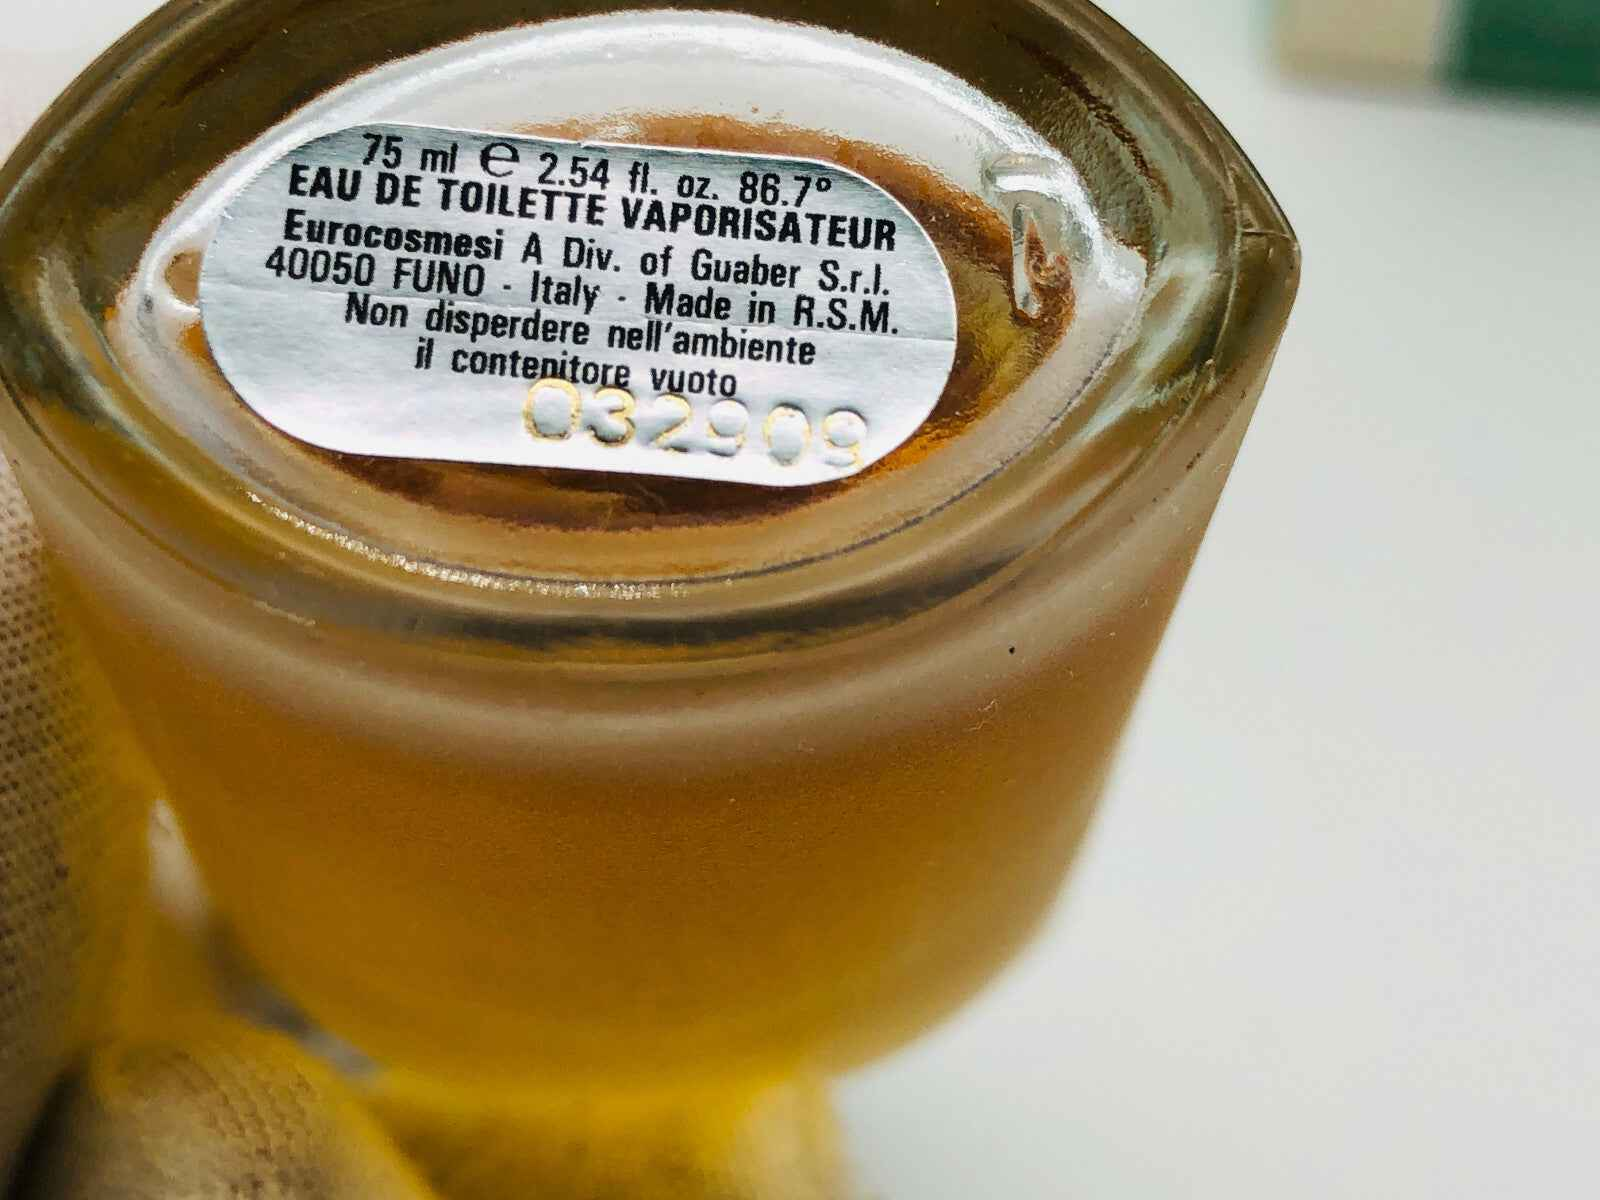 75 ml ℮ 2.54 fl. oz. 86.7°
EAU DE TOILETTE VAPORISATEUR
Eurocosmesi A Div. of Guaber S.r.l.
40050 FUNO - Italy - Made in R.S.M.
Non disperdere nell'ambiente
il contenitore vuoto
032909